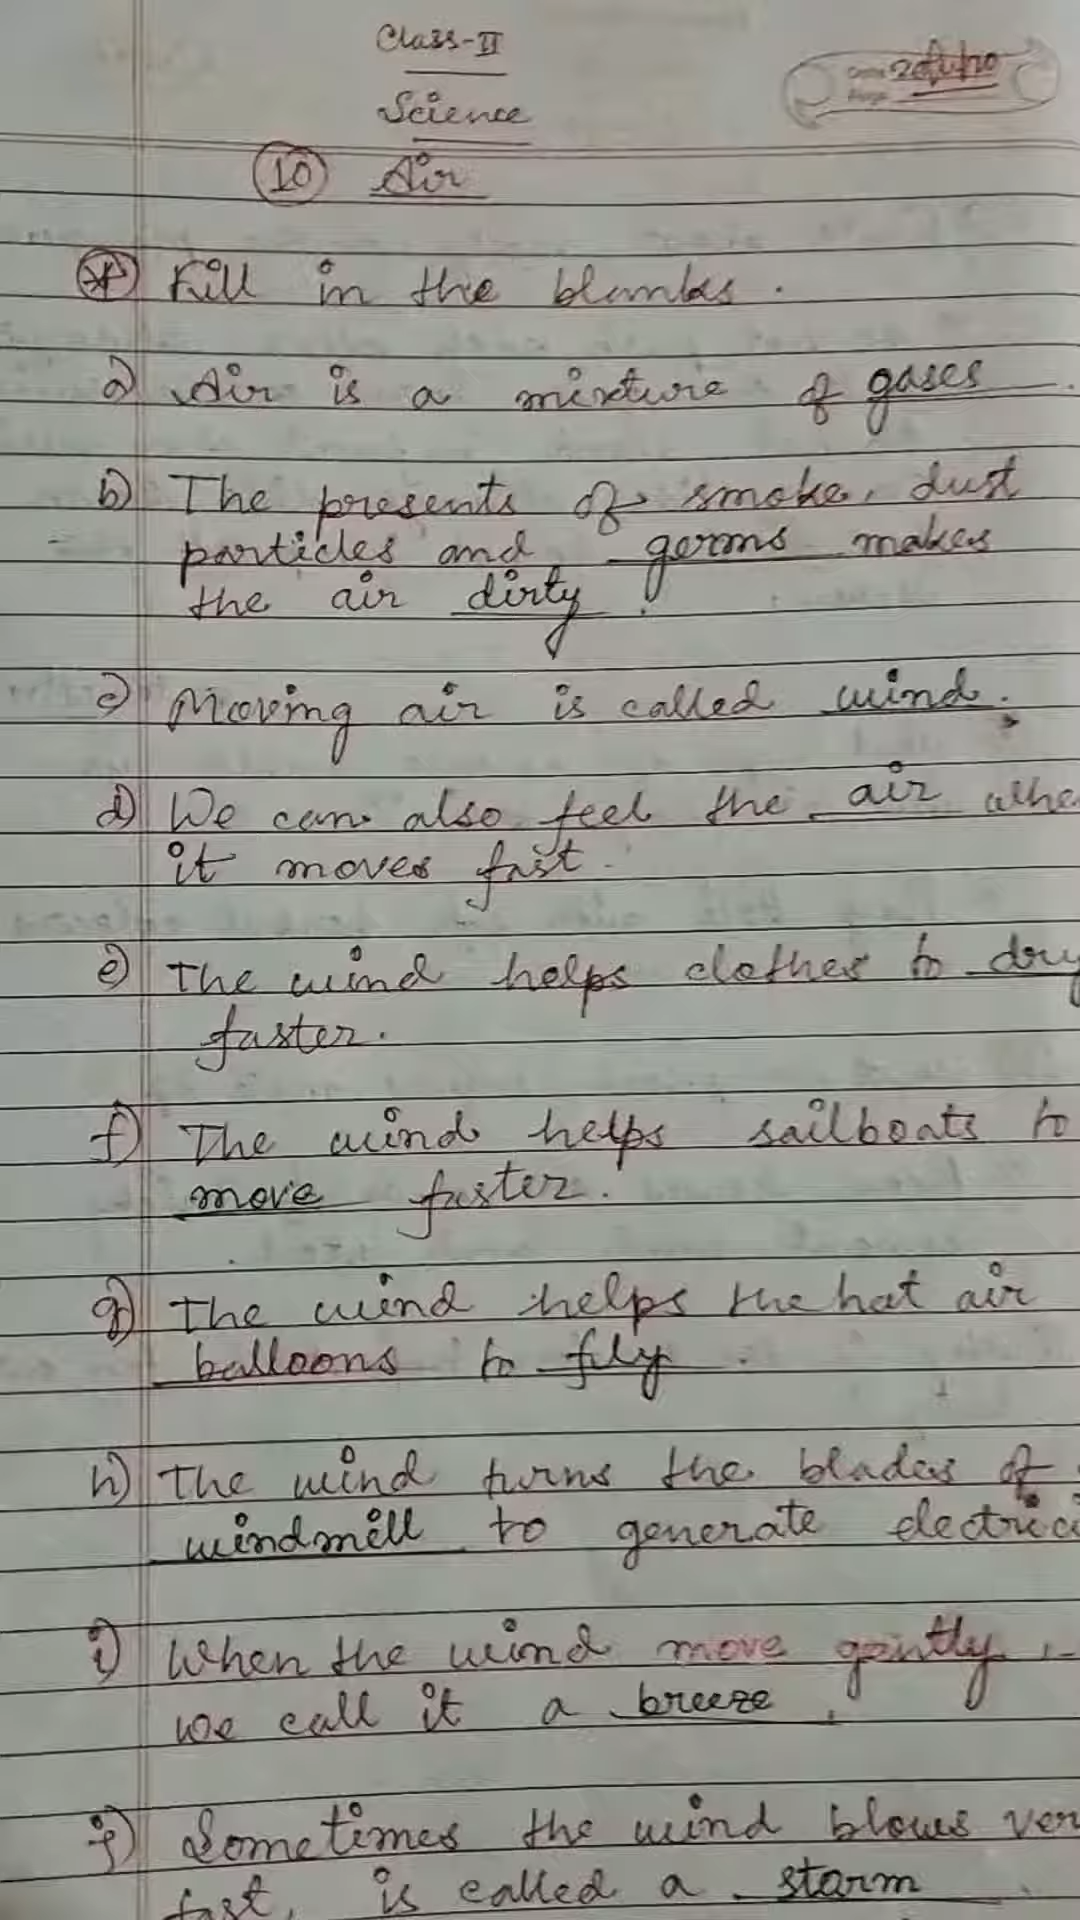 Class-II
Science
10 Air
Fill in the blanks.
a) Air is a mixture of gases.
b) The presents of smoke, dust
particles and germs makes
the air dirty.
c) Moving air is called wind.
d) We can also feel the air whe
it moves fast.
e) The wind helps clothes to dry
faster.
f) The wind helps sailboats to
move faster.
g) The wind helps the hot air
balloons to fly.
h) The wind turns the blades of
windmill to generate electrici
i) When the wind move gently,
we call it a breeze.
j) Sometimes the wind blows ver
fast, is called a storm.